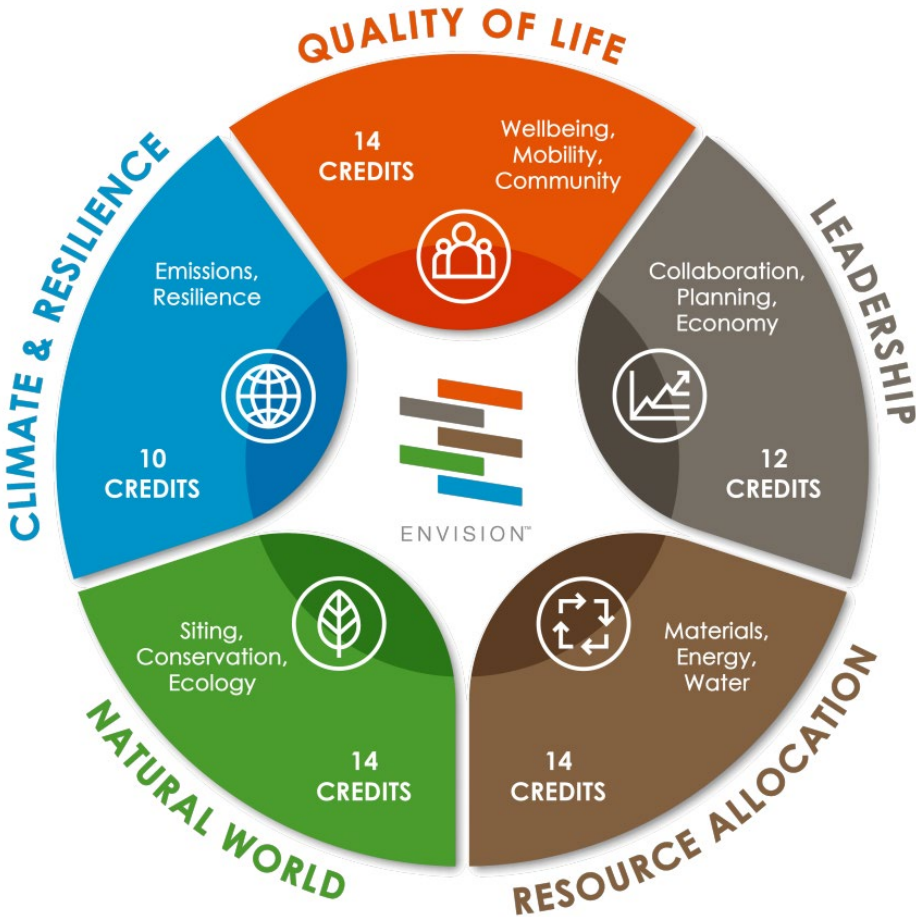 QUALITY OF LIFE
14
CREDITS
Wellbeing,
Mobility,
Community
LEADERSHIP
Collaboration,
Planning,
Economy
12
CREDITS
RESOURCE ALLOCATION
Materials,
Energy,
Water
14
CREDITS
NATURAL WORLD
Siting,
Conservation,
Ecology
14
CREDITS
CLIMATE & RESILIENCE
Emissions,
Resilience
10
CREDITS
ENVISION™